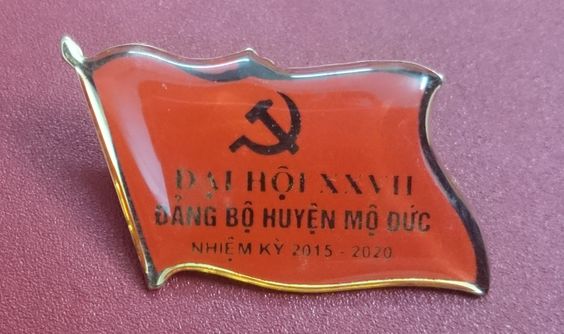 ĐẠI HỘI XXVII
ĐẢNG BỘ HUYỆN MỘ ĐỨC
NHIỆM KỲ 2015 - 2020